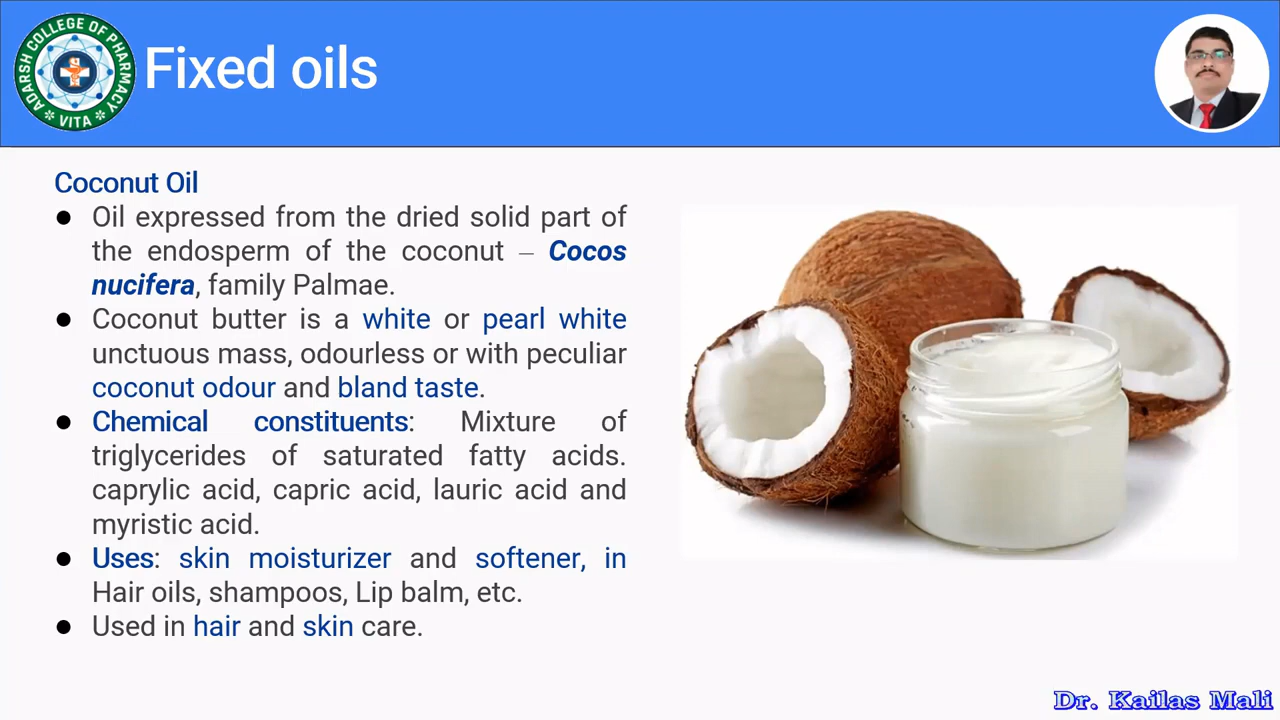 ADARSH COLLEGE OF PHARMACY
VITA
Fixed oils
Coconut Oil
● Oil expressed from the dried solid part of
the endosperm of the coconut – Cocos
nucifera, family Palmae.
● Coconut butter is a white or pearl white
unctuous mass, odourless or with peculiar
coconut odour and bland taste.
● Chemical constituents: Mixture of
triglycerides of saturated fatty acids.
caprylic acid, capric acid, lauric acid and
myristic acid.
● Uses: skin moisturizer and softener, in
Hair oils, shampoos, Lip balm, etc.
● Used in hair and skin care.
Dr. Kailas Mali